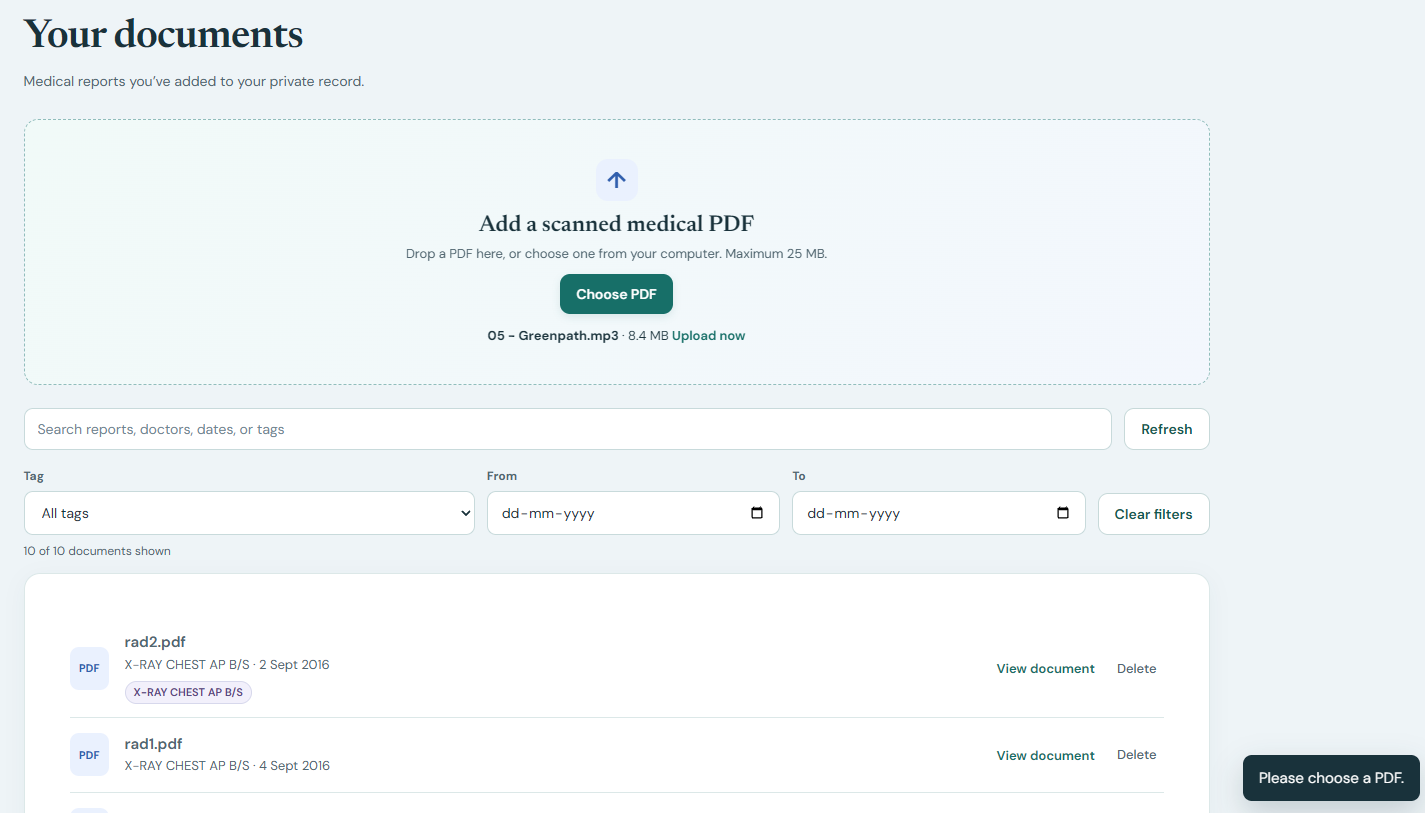 Your documents
Medical reports you’ve added to your private record.
Add a scanned medical PDF
Drop a PDF here, or choose one from your computer. Maximum 25 MB.
Choose PDF
05 - Greenpath.mp3 · 8.4 MB Upload now
Search reports, doctors, dates, or tags
Refresh
Tag
From
To
All tags
dd-mm-yyyy
dd-mm-yyyy
Clear filters
10 of 10 documents shown
PDF
rad2.pdf
X-RAY CHEST AP B/S · 2 Sept 2016
X-RAY CHEST AP B/S
View document
Delete
PDF
rad1.pdf
X-RAY CHEST AP B/S · 4 Sept 2016
View document
Delete
Please choose a PDF.